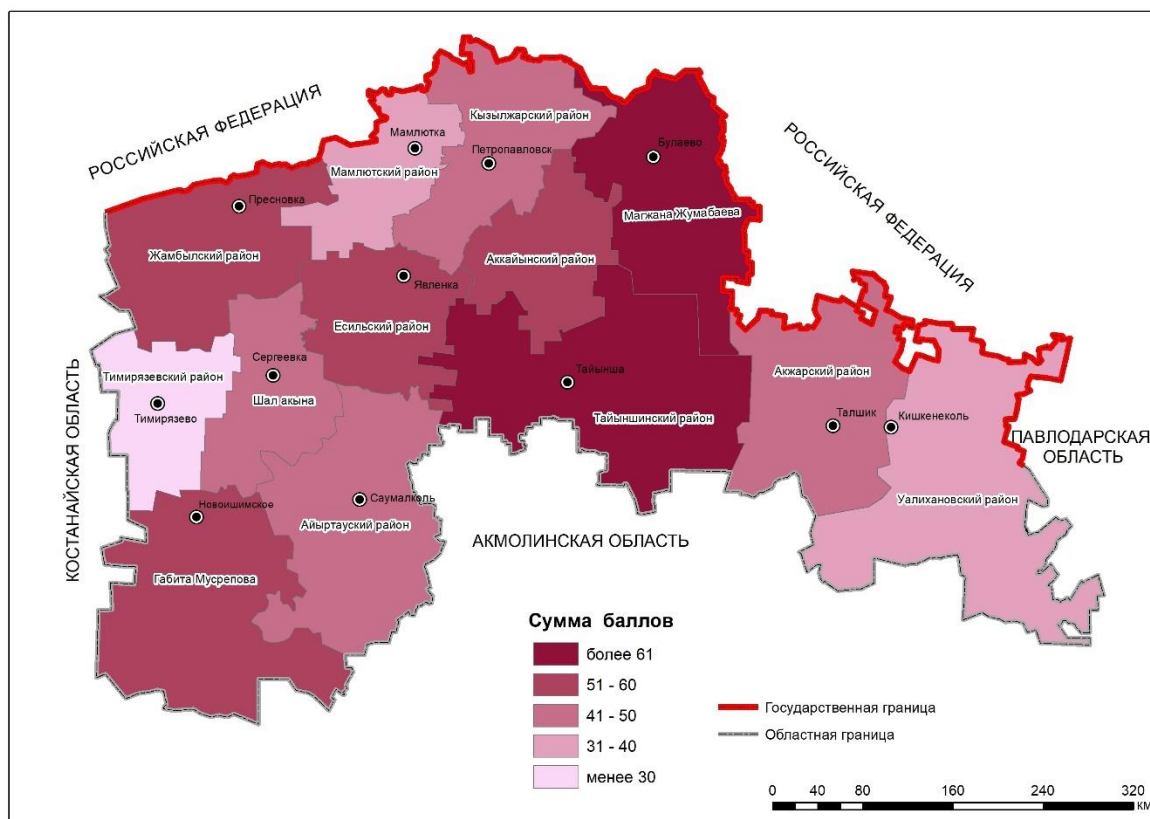 РОССИЙСКАЯ ФЕДЕРАЦИЯ
Кызылжарский район
Мамлютка
Петропавловск
Мамлютский район
Булаево
РОССИЙСКАЯ ФЕДЕРАЦИЯ
Пресновка
Магжана Жумабаева
Жамбылский район
Аккайынский район
Явленка
Есильский район
Сергеевка
Тайынша
Акжарский район
Тимирязевский район
Шал акына
Тимирязево
Тайыншинский район
Талшик
Кишкенеколь
КОСТАНАЙСКАЯ ОБЛАСТЬ
ПАВЛОДАРСКАЯ
ОБЛАСТЬ
Новоишимское
Саумалколь
Уалихановский район
Айыртауский район
АКМОЛИНСКАЯ ОБЛАСТЬ
Габита Мусрепова
Сумма баллов
более 61
51 - 60
41 - 50
31 - 40
менее 30
Государственная граница
Областная граница
0 40 80 160 240 320
КМ